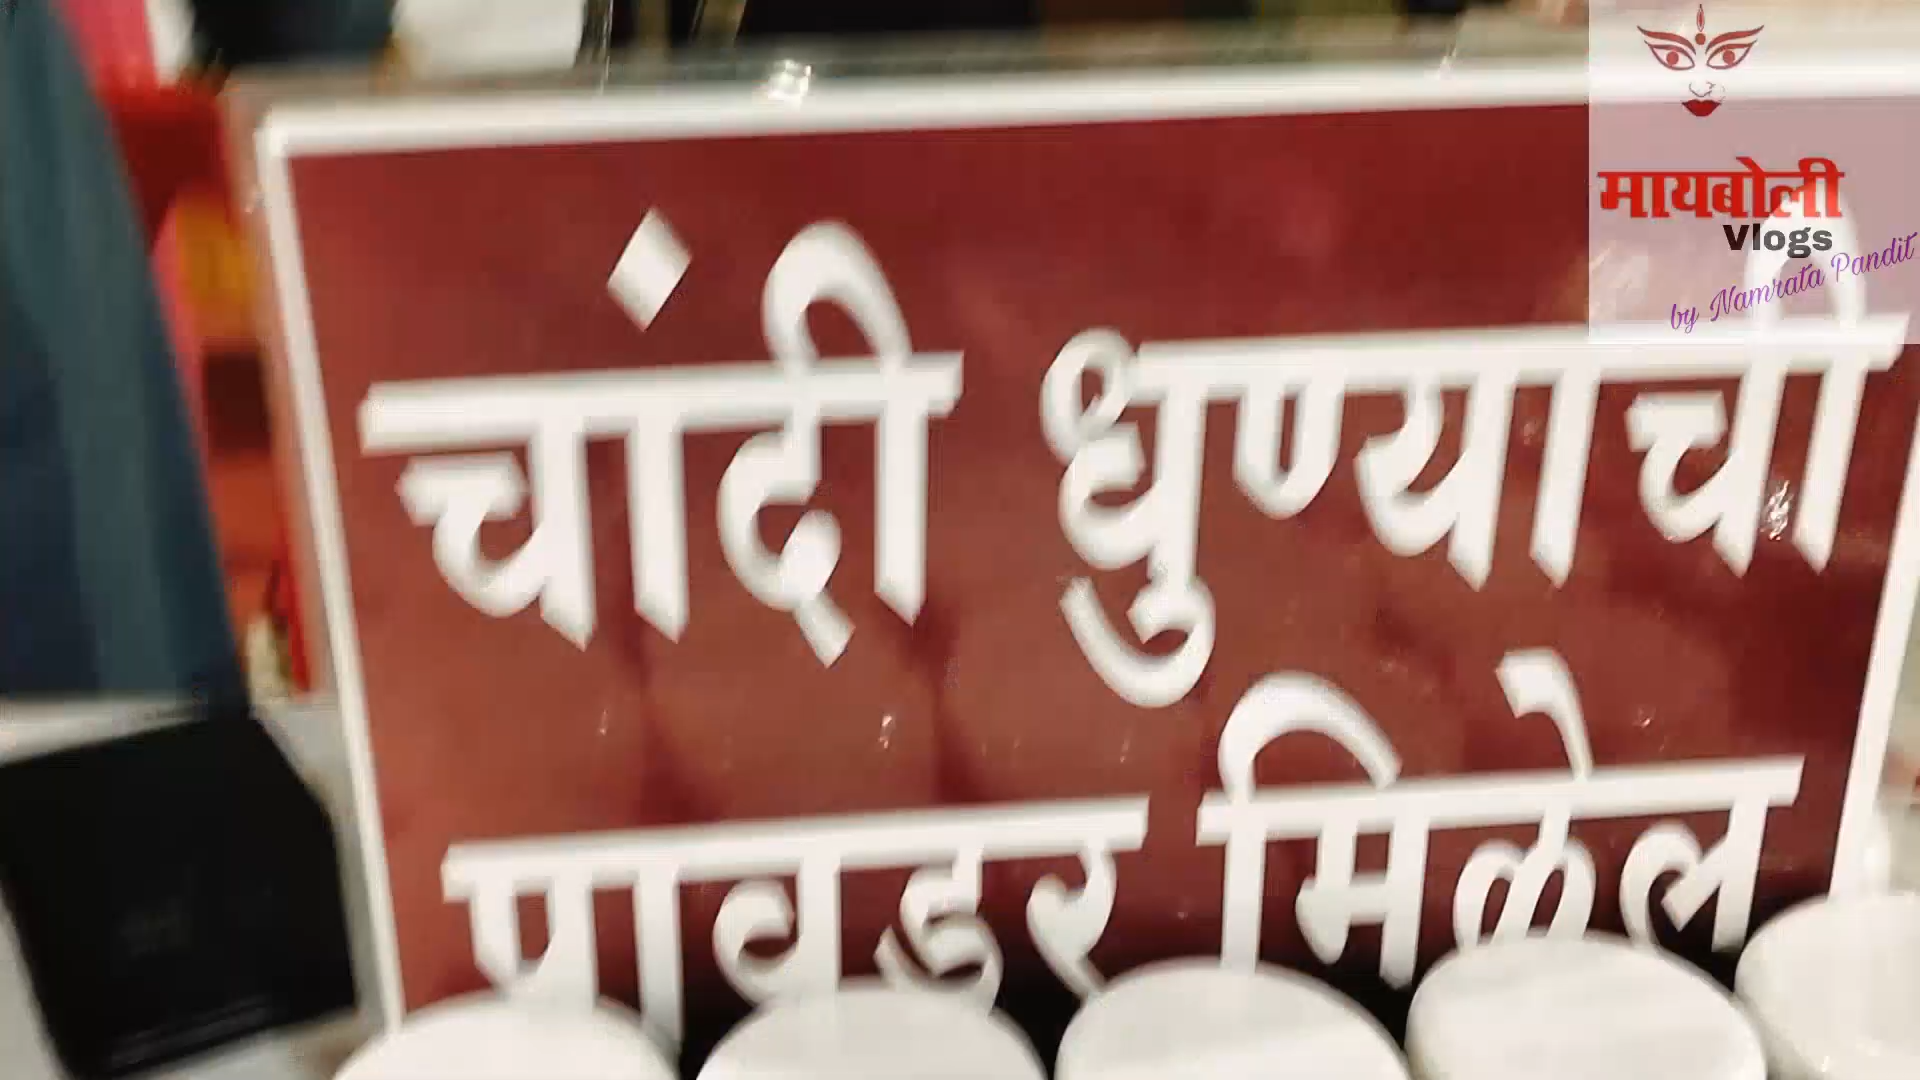 मायबोली
Vlogs
by Namrata Pandit
चांदी धुण्याची
पावडर मिळेल